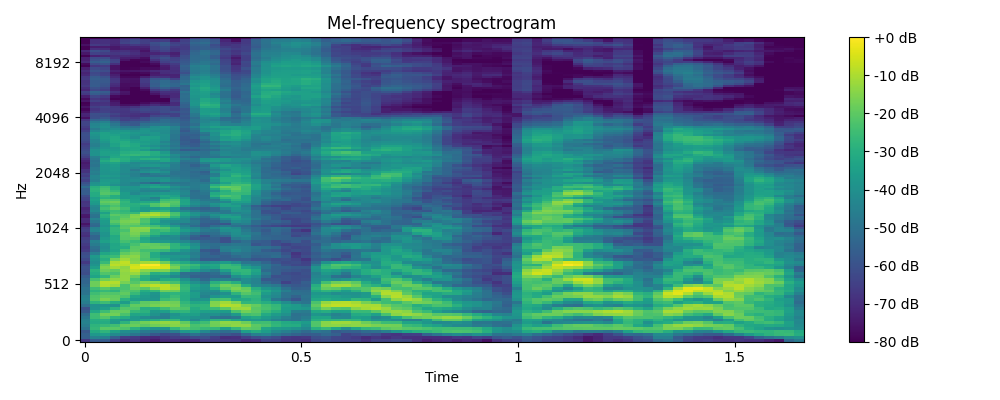 Mel-frequency spectrogram
8192
4096
2048
1024
512
0
Hz
0
0.5
1
1.5
Time
+0 dB
-10 dB
-20 dB
-30 dB
-40 dB
-50 dB
-60 dB
-70 dB
-80 dB